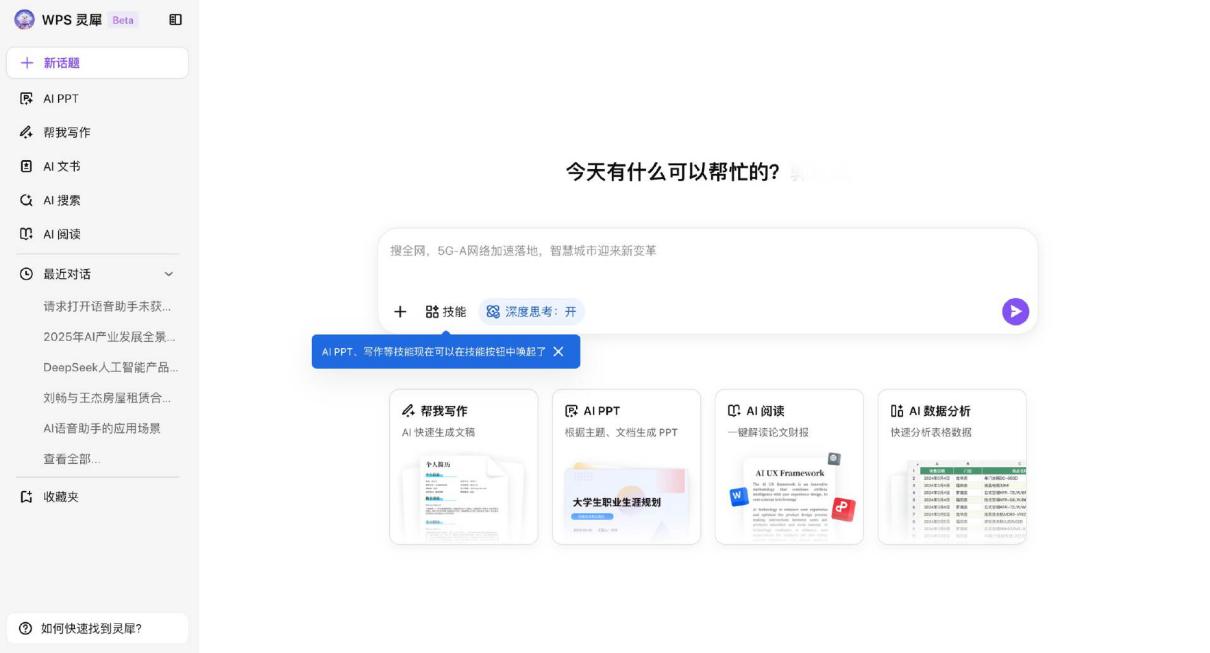 WPS 灵犀 Beta
新话题
AI PPT
帮我写作
AI 文书
AI 搜索
AI 阅读
最近对话
请求打开语音助手未获...
2025年AI产业发展全景...
DeepSeek人工智能产品...
刘畅与王杰房屋租赁合...
AI语音助手的应用场景
查看全部...
收藏夹
如何快速找到灵犀?
今天有什么可以帮忙的?
搜全网，5G-A网络加速落地，智慧城市迎来新变革
技能
深度思考：开
AI PPT、写作等技能现在可以在技能按钮中唤起了
帮我写作
AI 快速生成文稿
个人简历
AI PPT
根据主题、文档生成 PPT
大学生职业生涯规划
AI 阅读
一键解读论文财报
AI UX Framework
W
AI 数据分析
快速分析表格数据